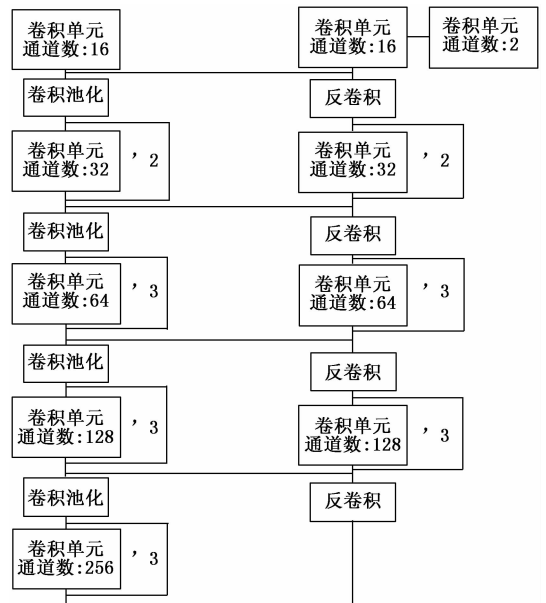 卷积单元
通道数:16
卷积单元
通道数:16
卷积单元
通道数:2
卷积池化
反卷积
卷积单元
通道数:32
，2
卷积单元
通道数:32
，2
卷积池化
反卷积
卷积单元
通道数:64
，3
卷积单元
通道数:64
，3
卷积池化
反卷积
卷积单元
通道数:128
，3
卷积单元
通道数:128
，3
卷积池化
反卷积
卷积单元
通道数:256
，3